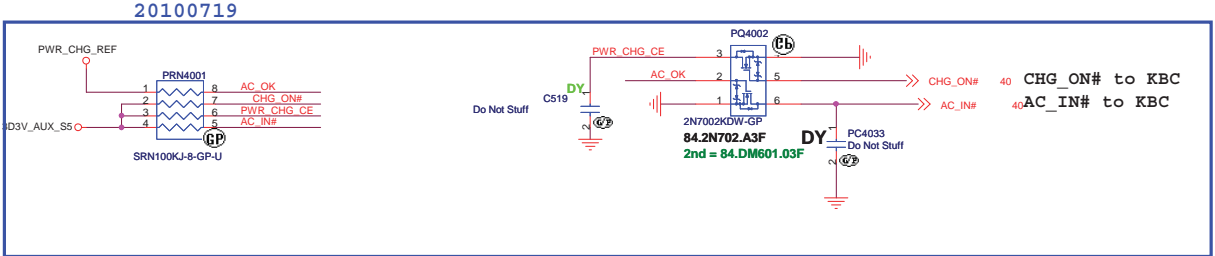 20100719
PWR_CHG_REF
PRN4001
1 8 AC_OK
2 7 CHG_ON#
3 6 PWR_CHG_CE
4 5 AC_IN#
3D3V_AUX_S5
GP
SRN100KJ-8-GP-U
PQ4002
PWR_CHG_CE 3
AC_OK 2 5 CHG_ON# 40 CHG_ON# to KBC
1 6 AC_IN# 40 AC_IN# to KBC
DY
C519 1
Do Not Stuff
2 GP
2N7002KDW-GP
84.2N702.A3F
2nd = 84.DM601.03F
DY
1 PC4033
Do Not Stuff
2 GP